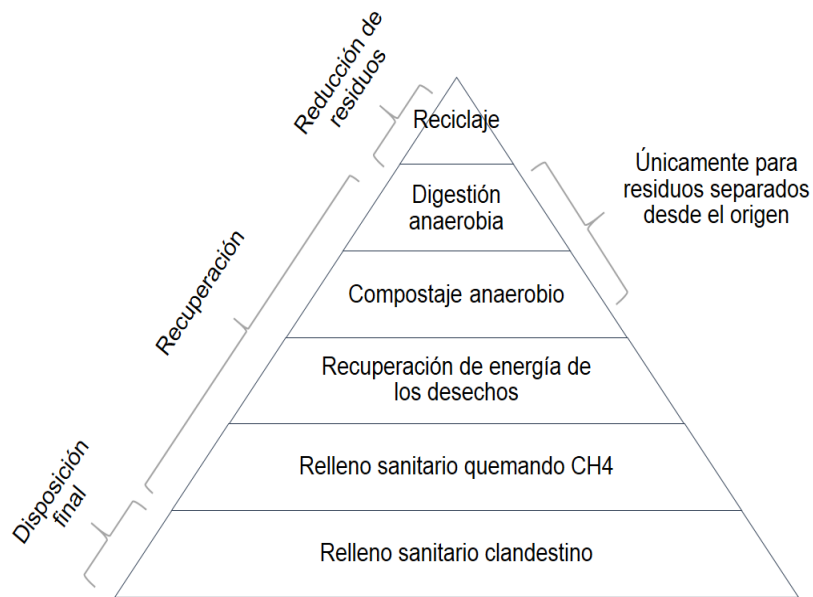 Reducción de
residuos
Reciclaje
Únicamente para
residuos separados
desde el origen
Digestión
anaerobia
Recuperación
Compostaje anaerobio
Recuperación de energía de
los desechos
Relleno sanitario quemando CH4
Disposición
final
Relleno sanitario clandestino